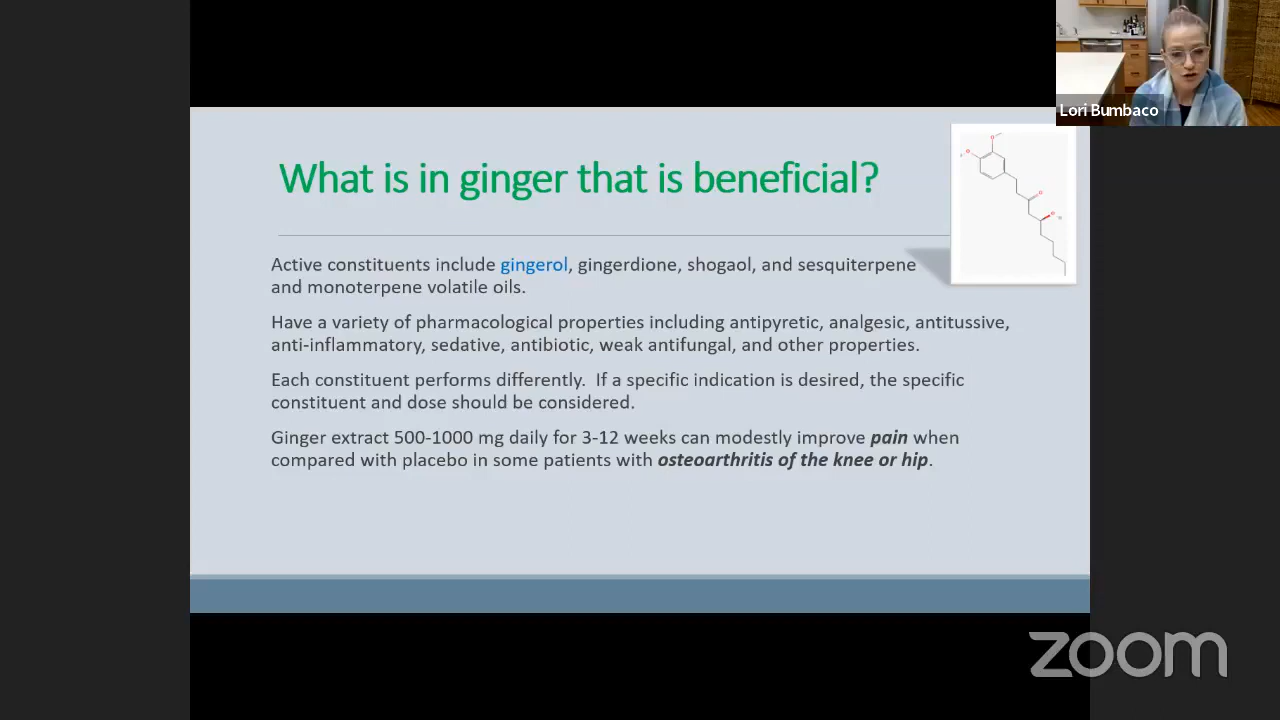 Lori Bumbaco
What is in ginger that is beneficial?
Active constituents include gingerol, gingerdione, shogaol, and sesquiterpene
and monoterpene volatile oils.
Have a variety of pharmacological properties including antipyretic, analgesic, antitussive,
anti-inflammatory, sedative, antibiotic, weak antifungal, and other properties.
Each constituent performs differently.  If a specific indication is desired, the specific
constituent and dose should be considered.
Ginger extract 500-1000 mg daily for 3-12 weeks can modestly improve pain when
compared with placebo in some patients with osteoarthritis of the knee or hip.
zoom